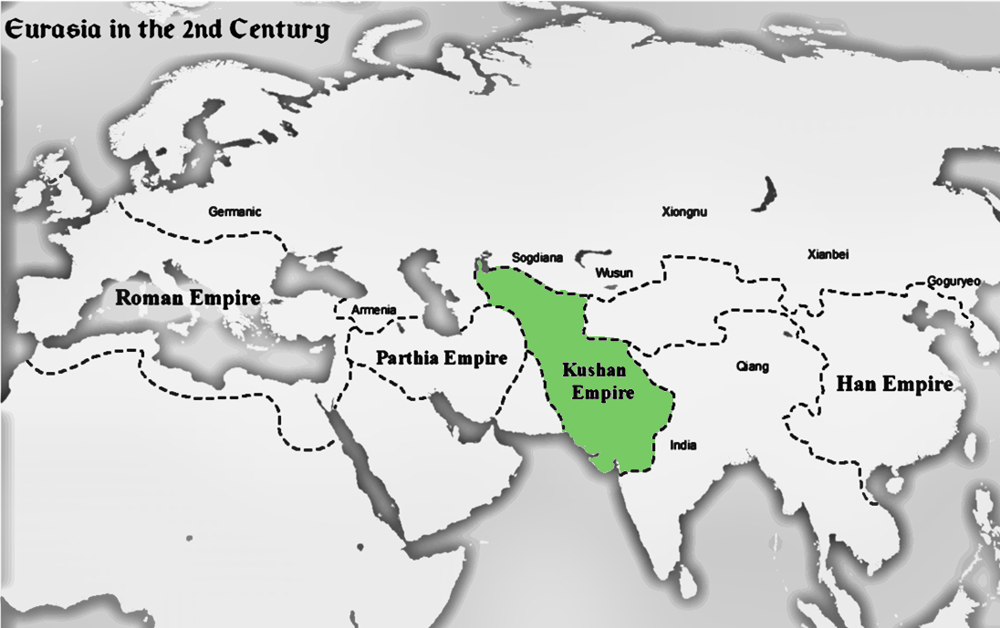 Eurasia in the 2nd Century
Germanic
Xiongnu
Xianbei
Sogdiana
Wusun
Goguryeo
Roman Empire
Armenia
Parthia Empire
Kushan
Empire
Qiang
Han Empire
India